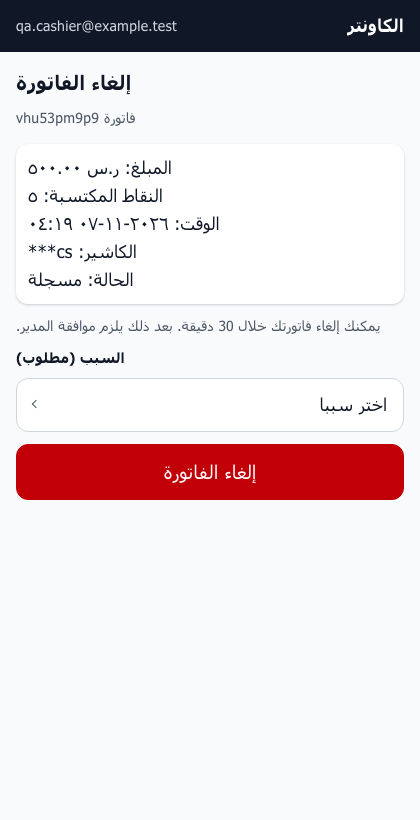 الكاونتر
qa.cashier@example.test
إلغاء الفاتورة
فاتورة vhu53pm9p9
المبلغ: ر.س ٥٠٠.٠٠
النقاط المكتسبة: ٥
الوقت: ٢٠٢٦-١١-٠٧ ٠٤:١٩
الكاشير: cs***
الحالة: مسجلة
يمكنك إلغاء فاتورتك خلال 30 دقيقة. بعد ذلك يلزم موافقة المدير.
السبب (مطلوب)
اختر سببا
إلغاء الفاتورة